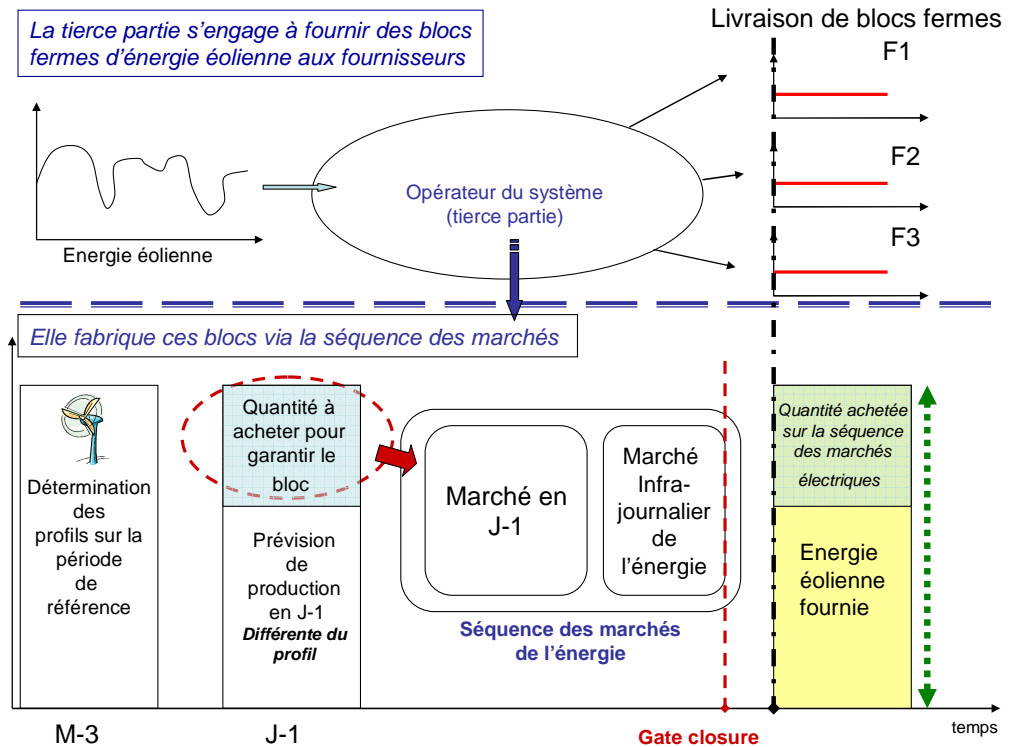 Livraison de blocs fermes
La tierce partie s'engage à fournir des blocs
fermes d'énergie éolienne aux fournisseurs
F1
F2
F3
Opérateur du système
(tierce partie)
Energie éolienne
Elle fabrique ces blocs via la séquence des marchés
Détermination
des
profils sur la
période
de
référence
Quantité à
acheter pour
garantir le
bloc
Prévision
de
production
en J-1
Différente du
profil
Marché en
J-1
Marché
Infra-
journalier
de
l'énergie
Séquence des marchés
de l'énergie
Quantité achetée
sur la séquence
des marchés
électriques
Energie
éolienne
fournie
temps
M-3
J-1
Gate closure